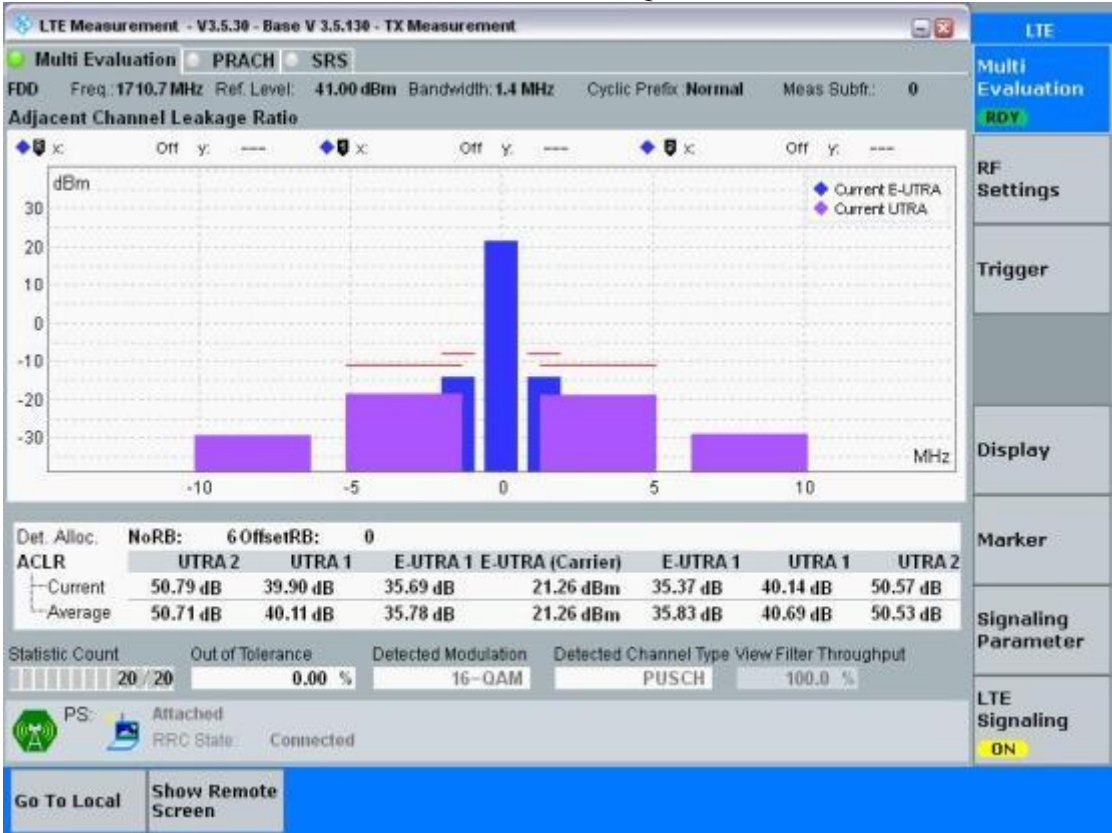 LTE Measurement - V3.5.30 - Base V 3.5.130 - TX Measurement
LTE
Multi Evaluation PRACH SRS
Multi
Evaluation
RDY
FDD Freq.: 1710.7 MHz Ref. Level: 41.00 dBm Bandwidth: 1.4 MHz Cyclic Prefix: Normal Meas Subfr.: 0
Adjacent Channel Leakage Ratio
x: Off y: --- x: Off y: --- x: Off y: ---
dBm
Current E-UTRA
Current UTRA
30
20
10
0
-10
-20
-30
MHz
-10 -5 0 5 10
RF
Settings
Trigger
Display
Marker
Signaling
Parameter
LTE
Signaling
ON
Det. Alloc. NoRB: 6 OffsetRB: 0
ACLR UTRA 2 UTRA 1 E-UTRA 1 E-UTRA (Carrier) E-UTRA 1 UTRA 1 UTRA 2
Current 50.79 dB 39.90 dB 35.69 dB 21.26 dBm 35.37 dB 40.14 dB 50.57 dB
Average 50.71 dB 40.11 dB 35.78 dB 21.26 dBm 35.83 dB 40.69 dB 50.53 dB
Statistic Count Out of Tolerance Detected Modulation Detected Channel Type View Filter Throughput
20 / 20 0.00 % 16-QAM PUSCH 100.0 %
PS: Attached
RRC State: Connected
Go To Local
Show Remote
Screen